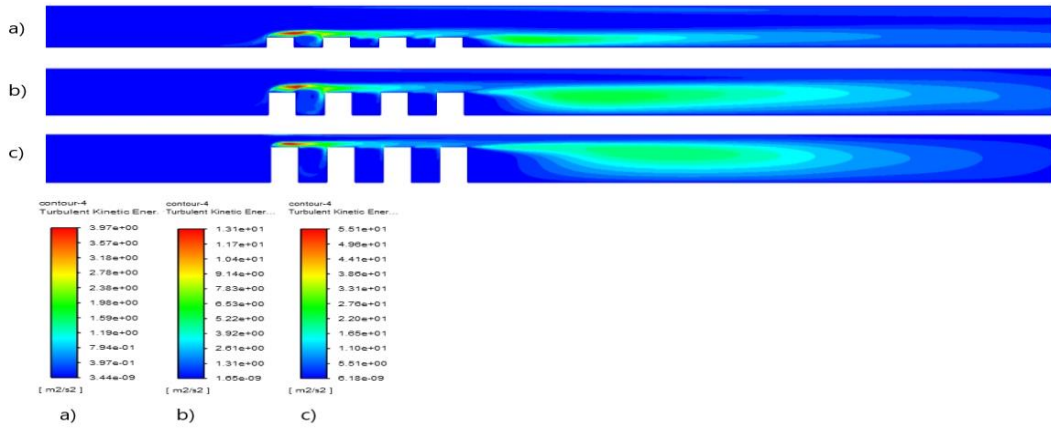 a)
b)
c)
contour-4 contour-4 contour-4
Turbulent Kinetic Ener... Turbulent Kinetic Ener... Turbulent Kinetic Ener...
3.97e+00 1.31e+01 5.51e+01
3.57e+00 1.17e+01 4.96e+01
3.18e+00 1.04e+01 4.41e+01
2.78e+00 9.14e+00 3.86e+01
2.38e+00 7.83e+00 3.31e+01
1.98e+00 6.53e+00 2.76e+01
1.59e+00 5.22e+00 2.20e+01
1.19e+00 3.92e+00 1.65e+01
7.94e-01 2.61e+00 1.10e+01
3.97e-01 1.31e+00 5.51e+00
3.44e-09 1.65e-09 6.18e-09
[ m2/s2 ] [ m2/s2 ] [ m2/s2 ]
a) b) c)